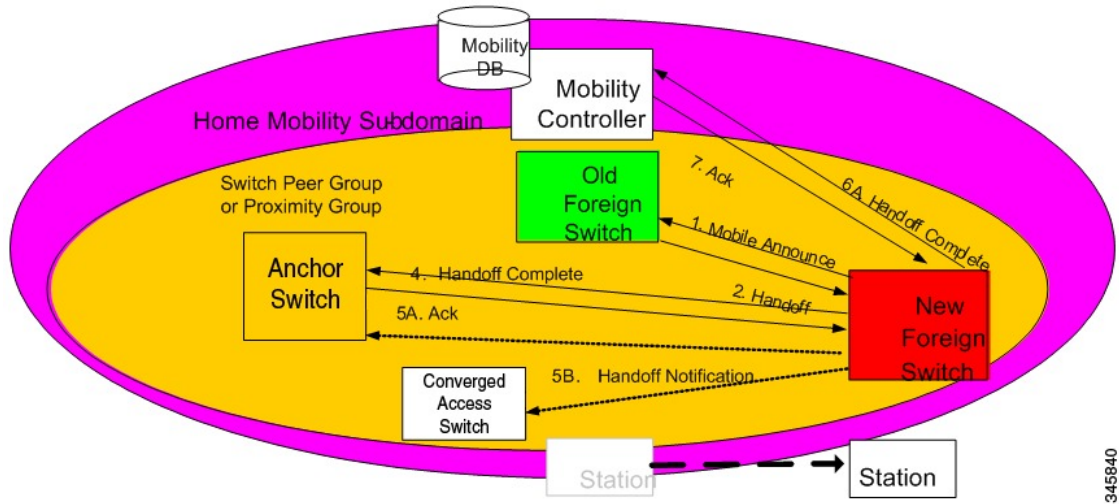 Mobility
DB
Mobility
Controller
Home Mobility Subdomain
Switch Peer Group
or Proximity Group
Old
Foreign
Switch
7. Ack
6A. Handoff Complete
1. Mobile Announce
Anchor
Switch
4. Handoff Complete
2. Handoff
5A. Ack
New
Foreign
Switch
Converged
Access
Switch
5B. Handoff Notification
Station
Station
345840